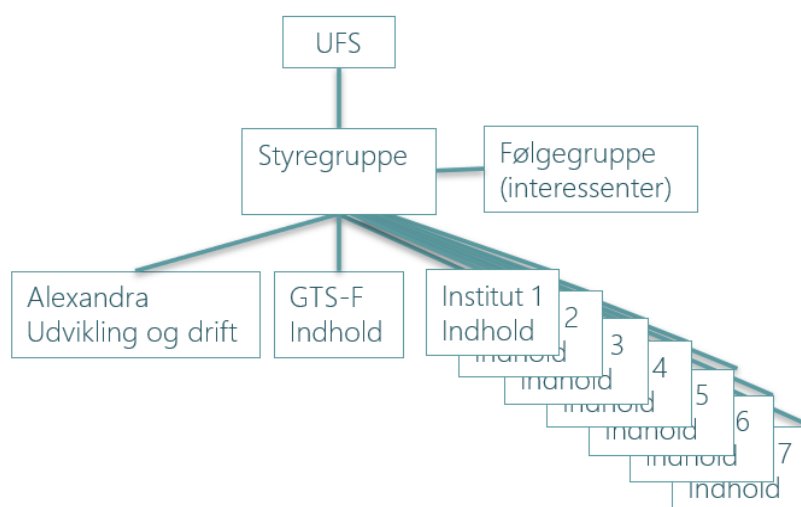 UFS
Styregruppe
Følgegruppe
(interessenter)
Alexandra
Udvikling og drift
GTS-F
Indhold
Institut 1
Indhold
2
Indhold
3
Indhold
4
Indhold
5
Indhold
6
Indhold
7
Indhold